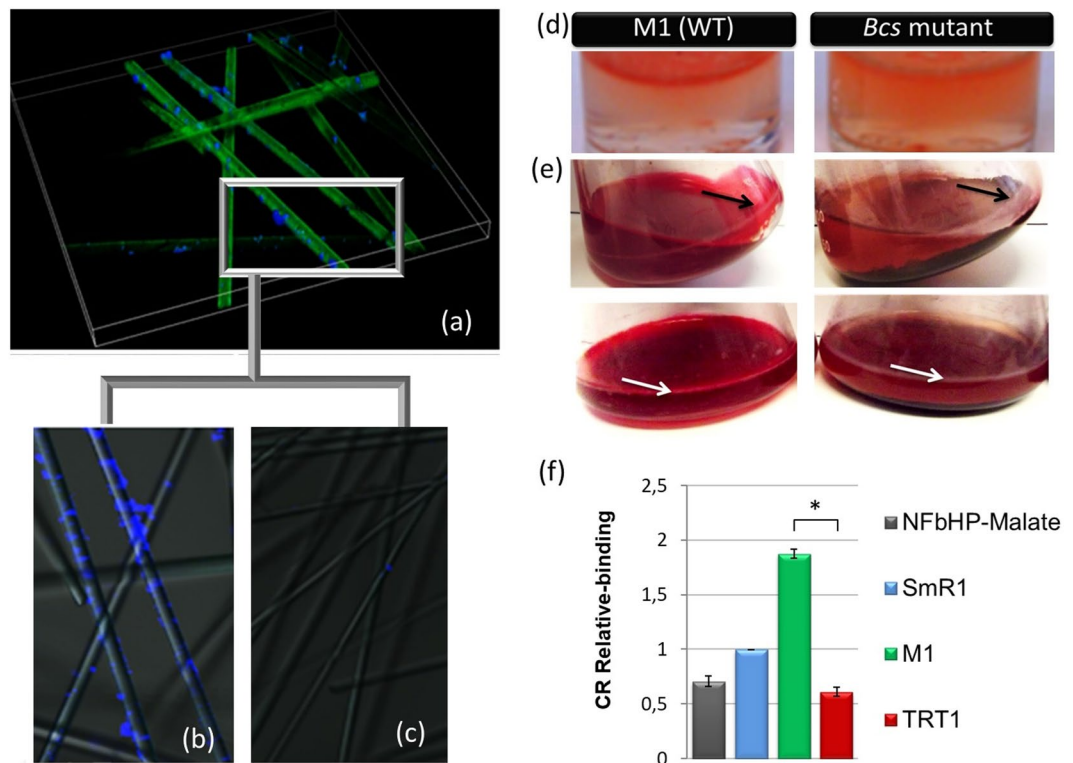 (a)
(b)
(c)
(d)
M1 (WT)
Bcs mutant
(e)
(f)
CR Relative-binding
2,5
2
1,5
1
0,5
0
*
NFbHP-Malate
SmR1
M1
TRT1